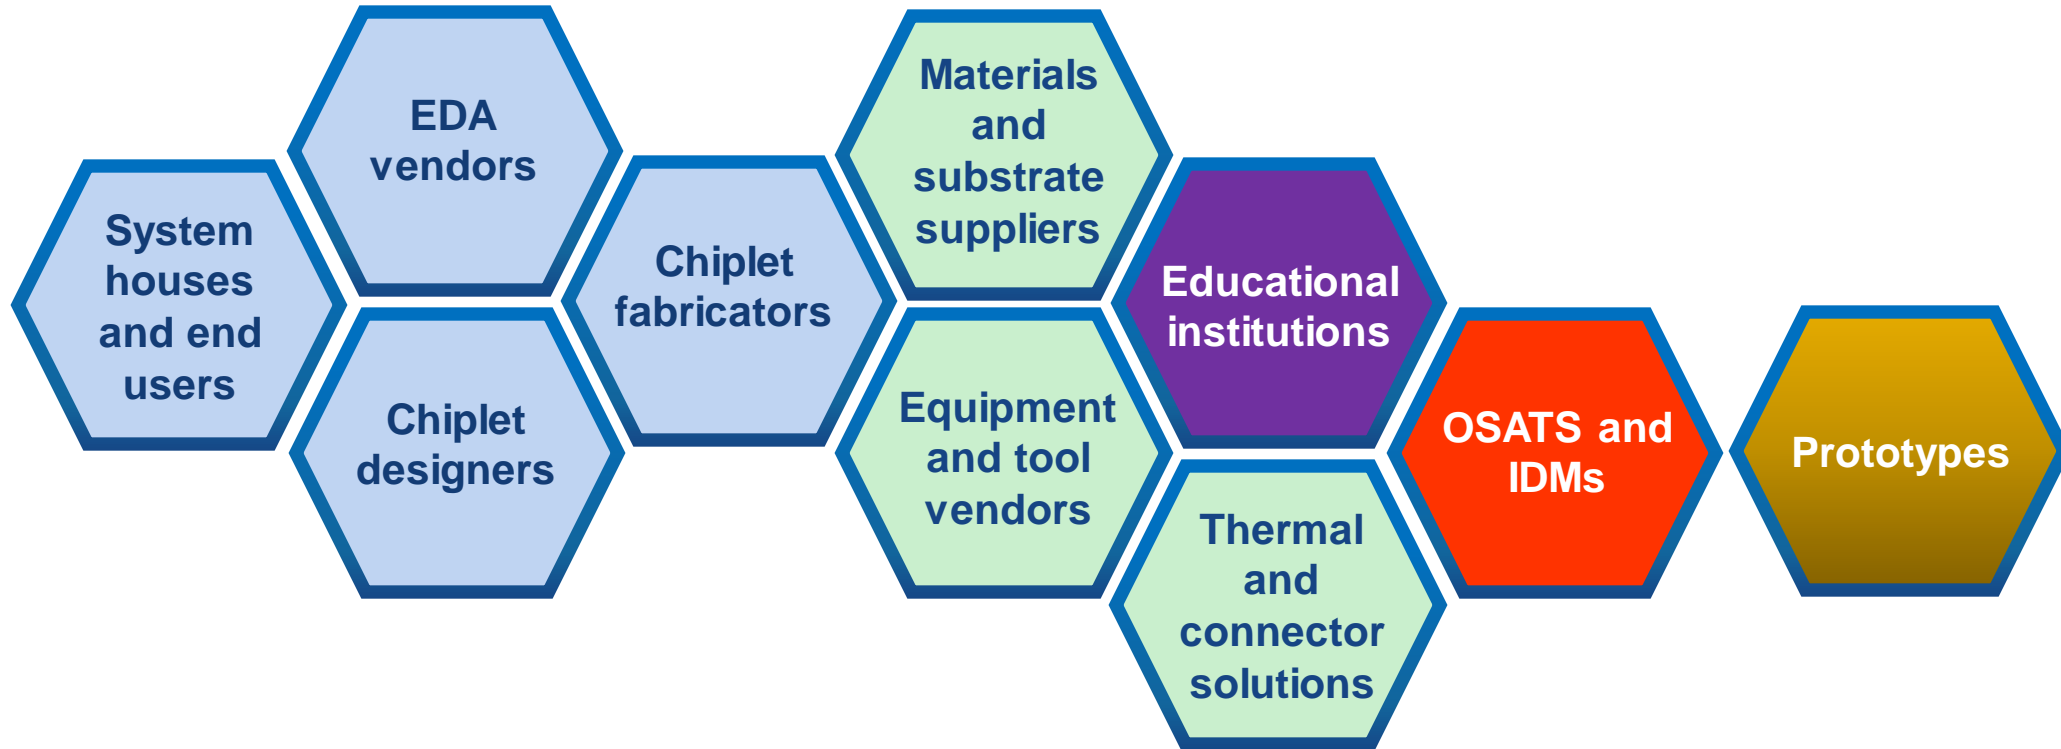 System
houses
and end
users
EDA
vendors
Chiplet
designers
Chiplet
fabricators
Materials
and
substrate
suppliers
Equipment
and tool
vendors
Educational
institutions
Thermal
and
connector
solutions
OSATS and
IDMs
Prototypes